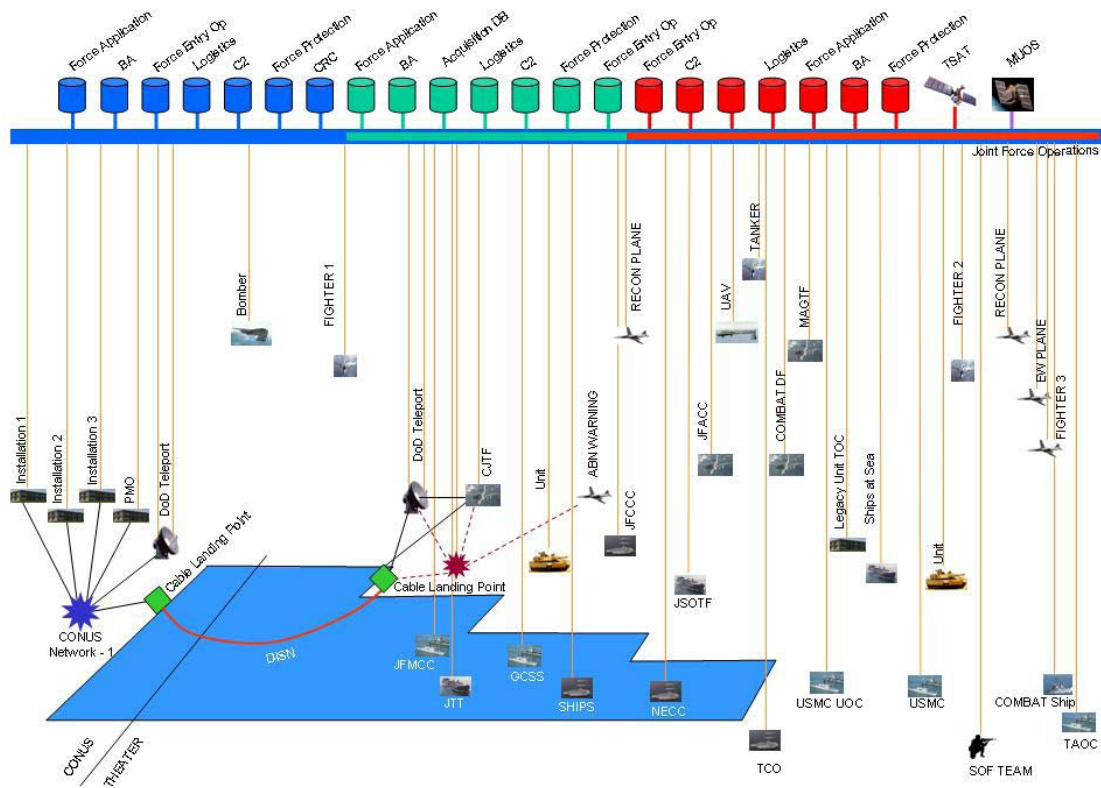 Force Application
BA
Force Entry Op
Logistics
C2
Force Protection
CRC
Force Application
BA
Acquisition DB
Logistics
C2
Force Protection
Force Entry Op
Force Entry Op
C2
Logistics
Force Application
BA
Force Protection
TSAT
MUOS
Joint Force Operations
Bomber
FIGHTER 1
RECON PLANE
UAV
TANKER
MAGTF
FIGHTER 2
RECON PLANE
EW PLANE
FIGHTER 3
Installation 1
Installation 2
Installation 3
PMO
DoD Teleport
Cable Landing Point
DoD Teleport
CJTF
Unit
ABN WARNING
JFCCC
JFACC
COMBAT DF
Legacy Unit TOC
Ships at Sea
Unit
Cable Landing Point
JSOTF
CONUS
Network - 1
DISN
JFMCC
JTT
GCSS
SHIPS
NECC
USMC UOC
USMC
COMBAT Ship
TAOC
TCO
SOF TEAM
CONUS
THEATER